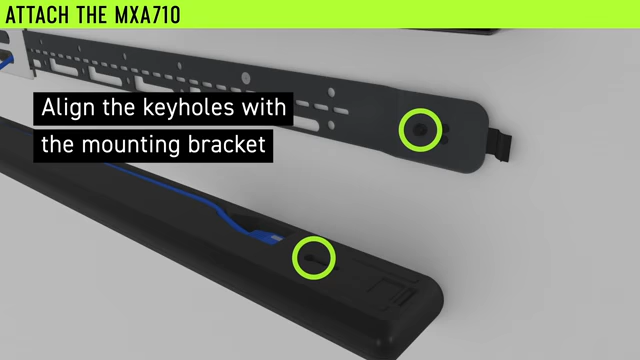 ATTACH THE MXA710
Align the keyholes with
the mounting bracket